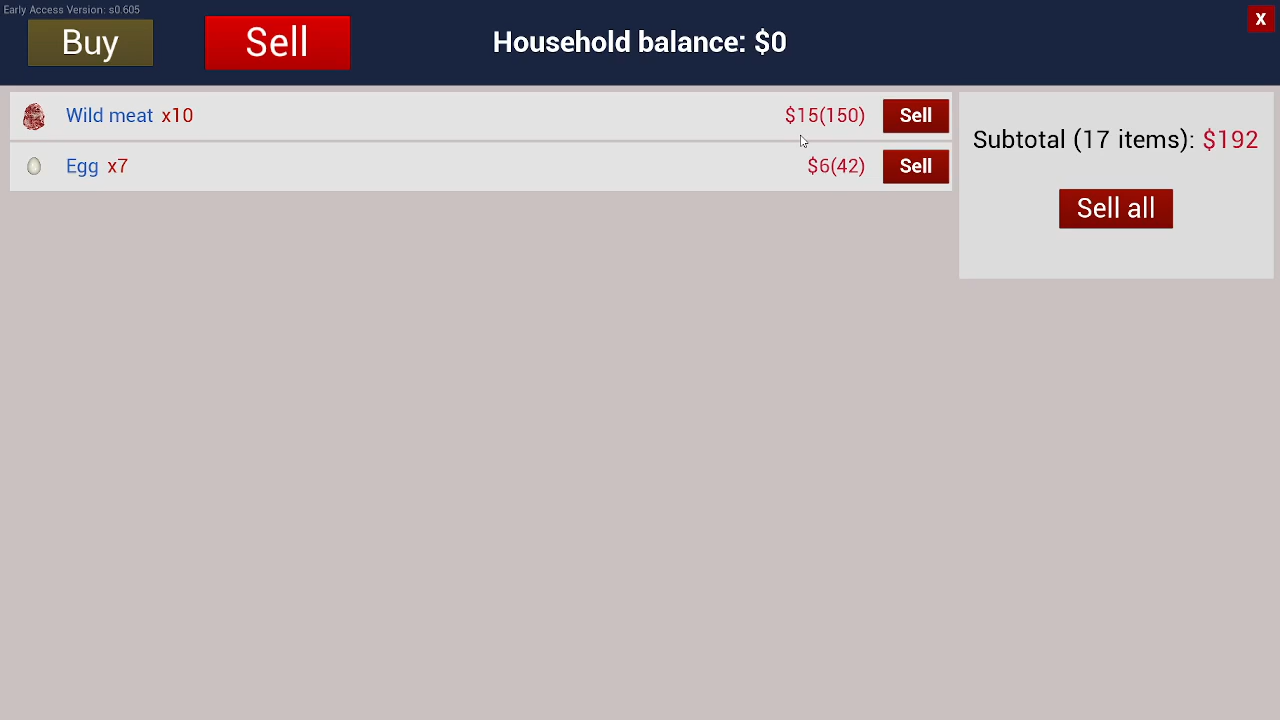 Early Access Version: s0.605
Buy
Sell
Household balance: $0
X
Wild meat x10
$15(150)
Sell
Egg x7
$6(42)
Sell
Subtotal (17 items): $192
Sell all